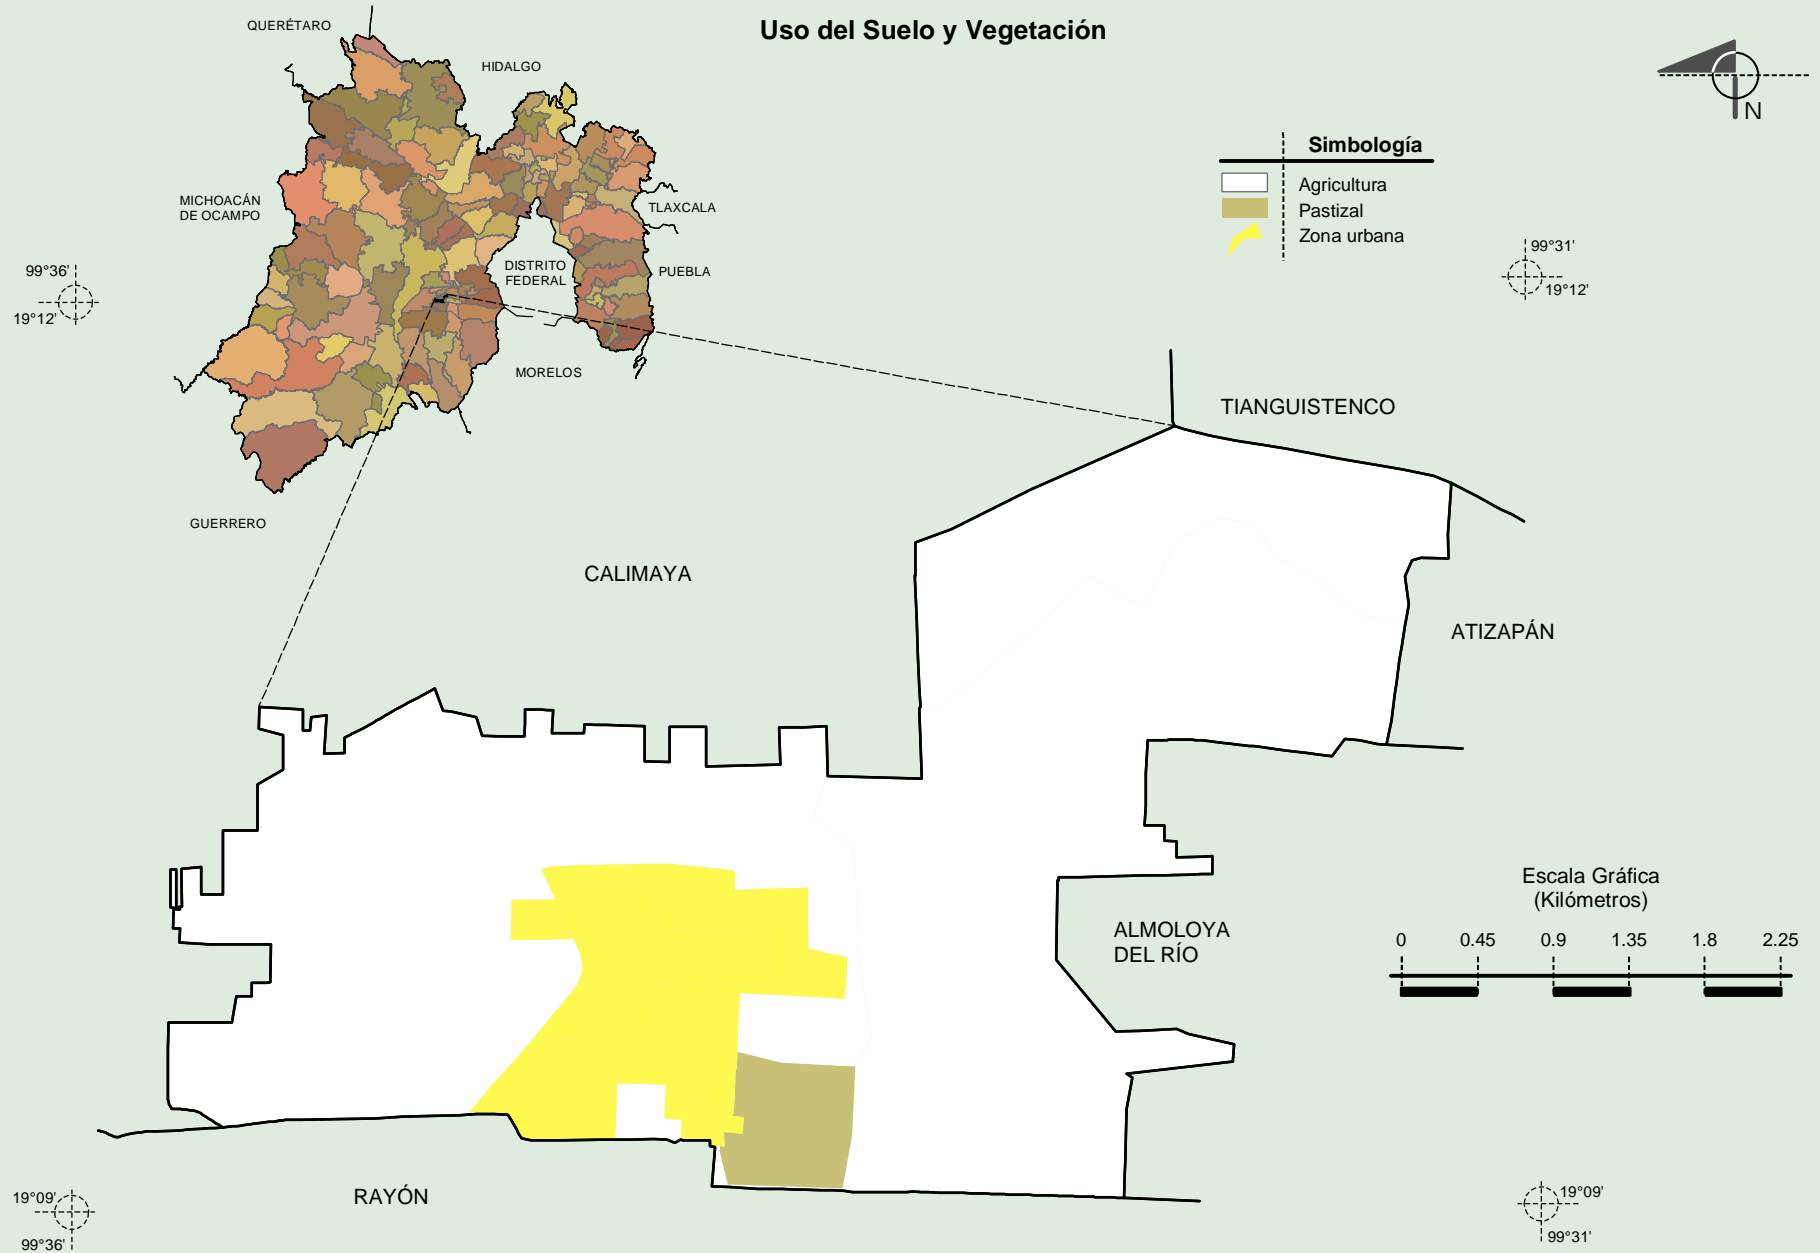 Uso del Suelo y Vegetación
QUERÉTARO
HIDALGO
MICHOACÁN
DE OCAMPO
TLAXCALA
DISTRITO
FEDERAL
PUEBLA
MORELOS
GUERRERO
N
Simbología
Agricultura
Pastizal
Zona urbana
99°36'
19°12'
99°31'
19°12'
TIANGUISTENCO
CALIMAYA
ATIZAPÁN
ALMOLOYA
DEL RÍO
RAYÓN
Escala Gráfica
(Kilómetros)
0 0.45 0.9 1.35 1.8 2.25
19°09'
99°36'
19°09'
99°31'